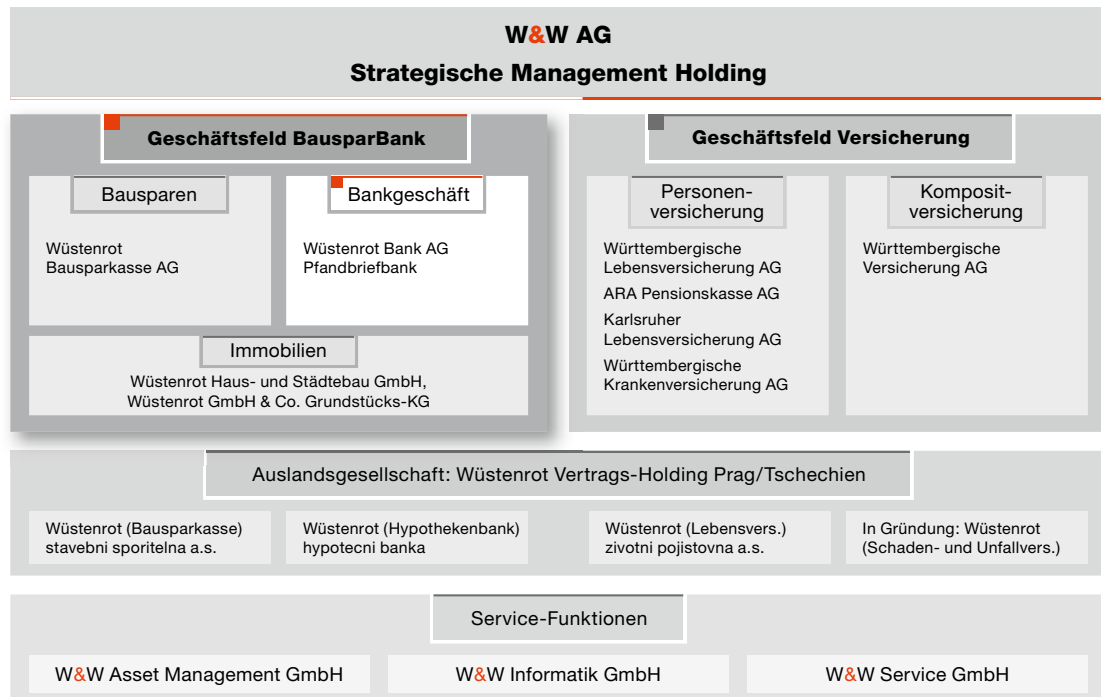 W&W AG
Strategische Management Holding
Geschäftsfeld BausparBank
Bausparen
Wüstenrot
Bausparkasse AG
Bankgeschäft
Wüstenrot Bank AG
Pfandbriefbank
Immobilien
Wüstenrot Haus- und Städtebau GmbH,
Wüstenrot GmbH & Co. Grundstücks-KG
Geschäftsfeld Versicherung
Personen-
versicherung
Württembergische
Lebensversicherung AG
ARA Pensionskasse AG
Karlsruher
Lebensversicherung AG
Württembergische
Krankenversicherung AG
Komposit-
versicherung
Württembergische
Versicherung AG
Auslandsgesellschaft: Wüstenrot Vertrags-Holding Prag/Tschechien
Wüstenrot (Bausparkasse)
stavebni sporitelna a.s.
Wüstenrot (Hypothekenbank)
hypotecni banka
Wüstenrot (Lebensvers.)
zivotni pojistovna a.s.
In Gründung: Wüstenrot
(Schaden- und Unfallvers.)
Service-Funktionen
W&W Asset Management GmbH
W&W Informatik GmbH
W&W Service GmbH